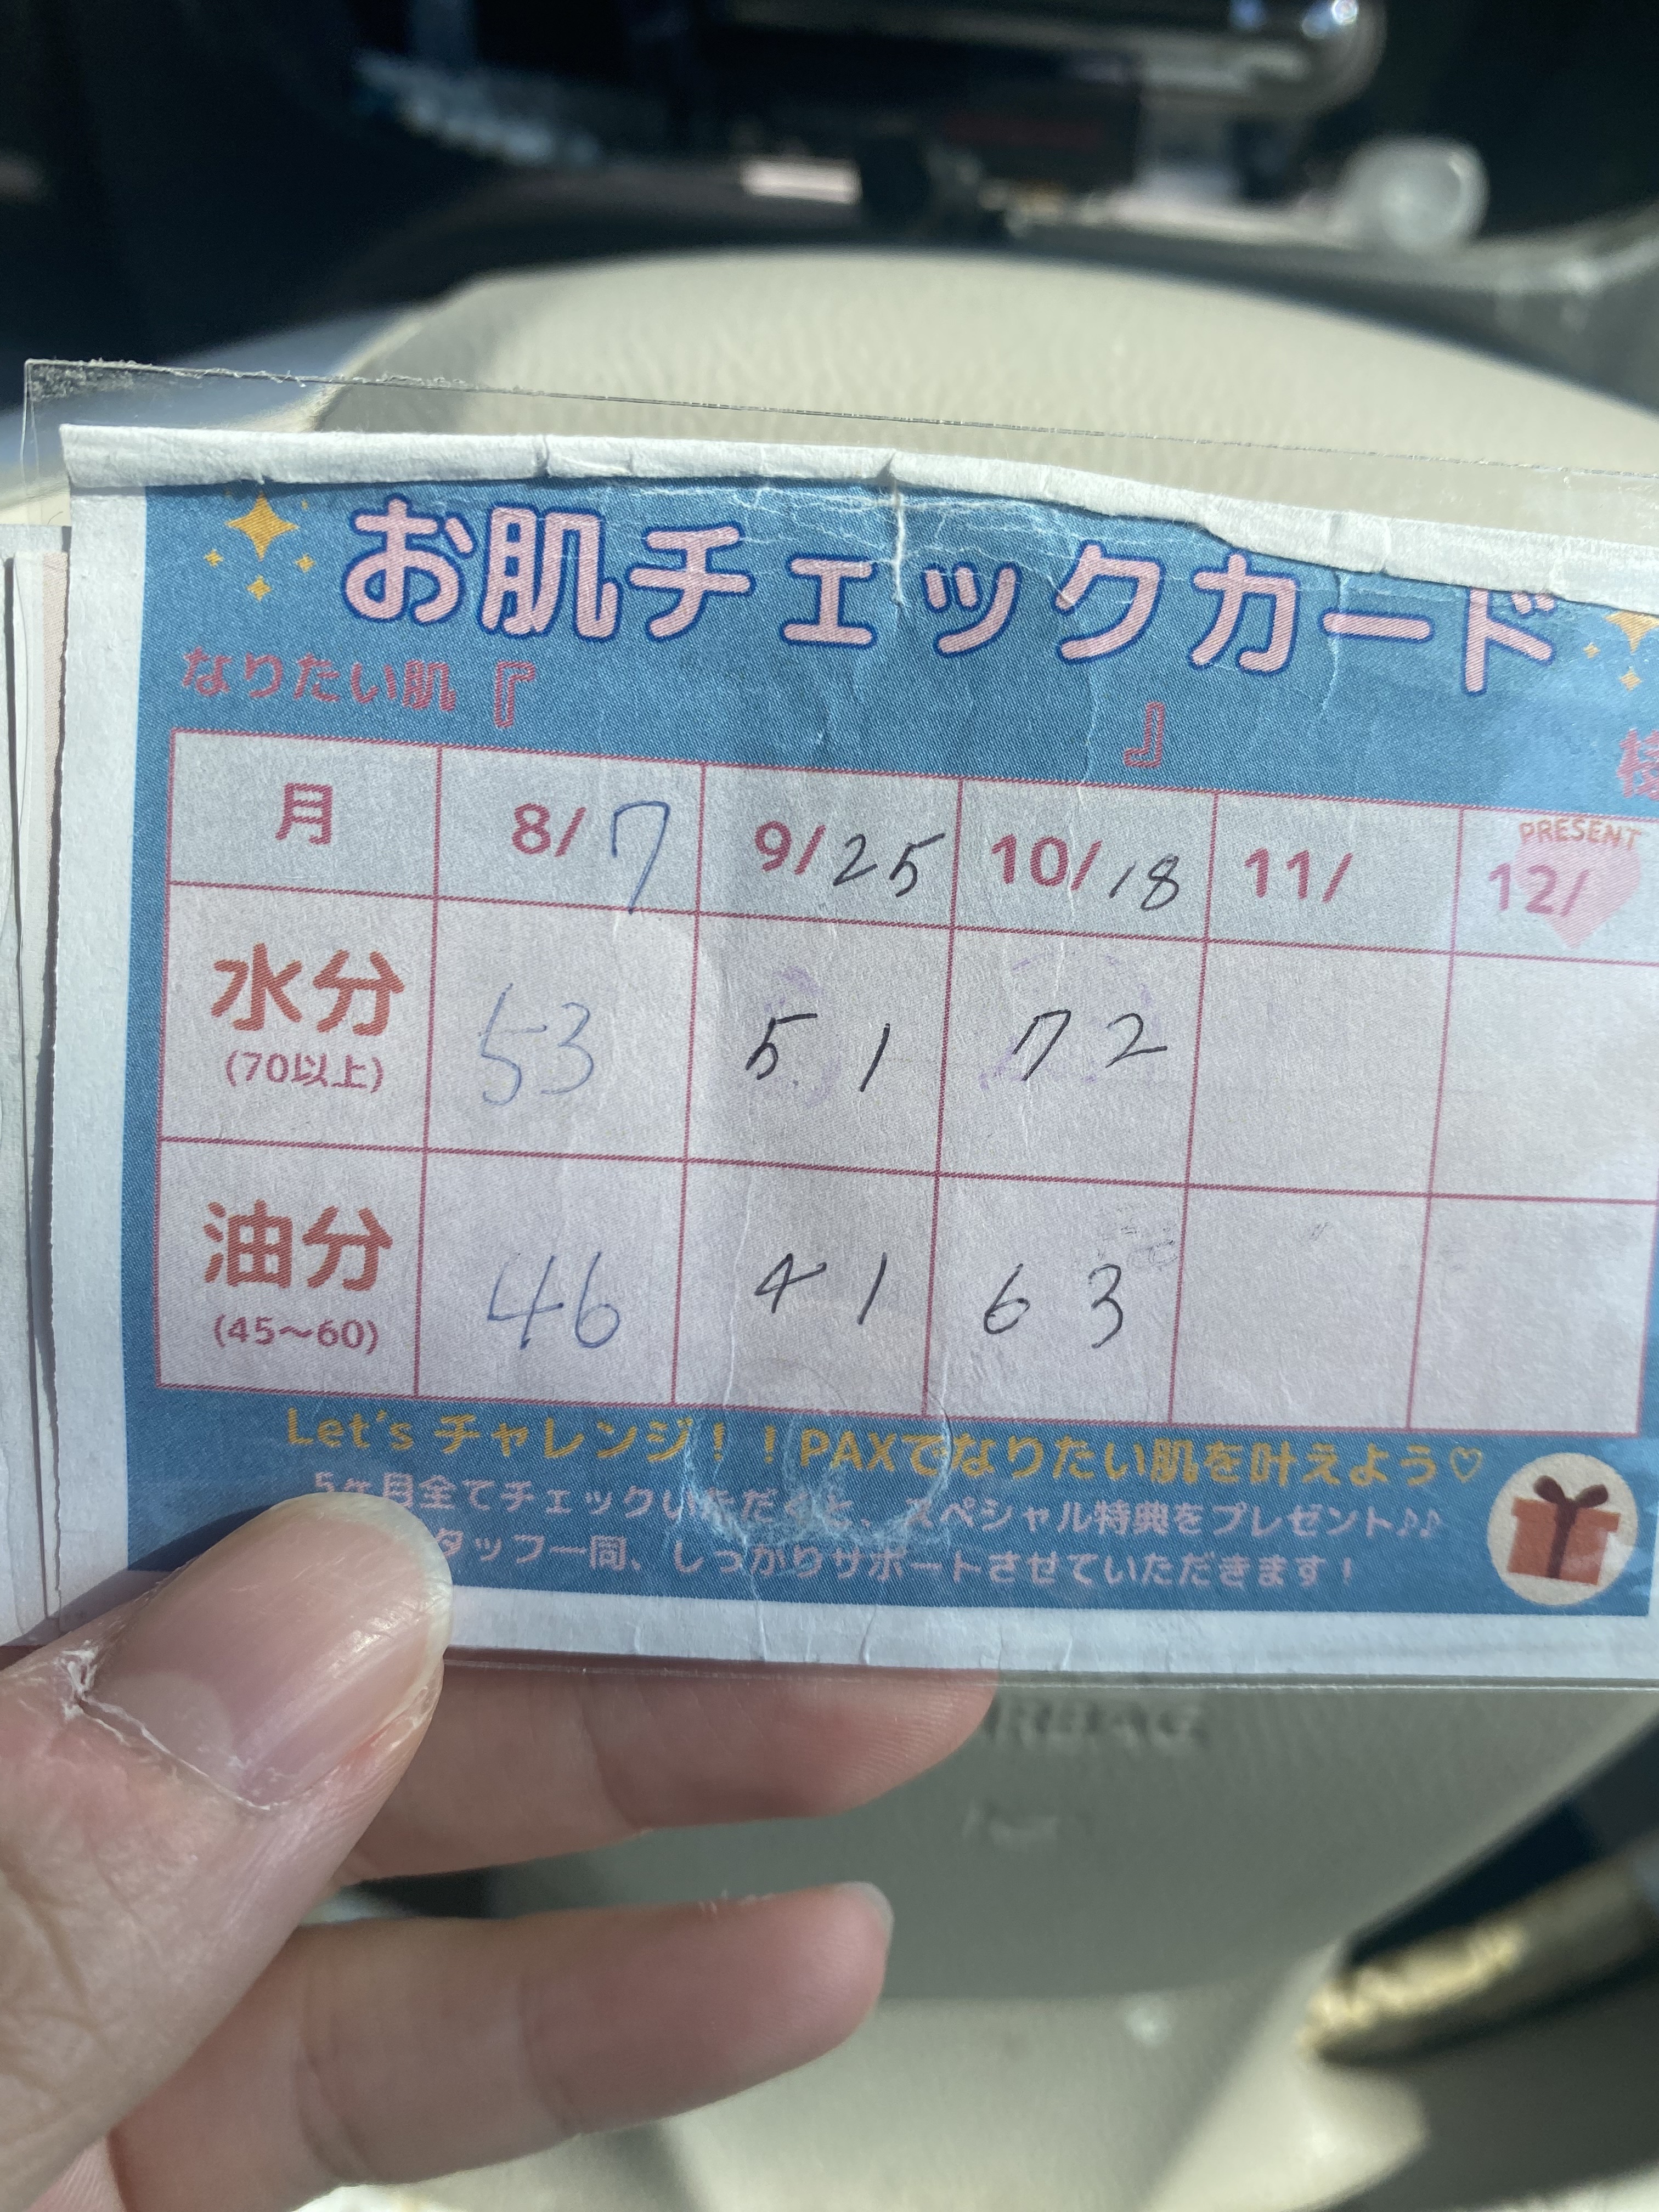 お肌チェックカード
なりたい肌『 』
様
月 8/7 9/25 10/18 11/ PRESENT 12/
水分 53 51 72
(70以上)
油分 46 41 63
(45〜60)
Let's チャレンジ！！PAXでなりたい肌を叶えよう♡
5ヶ月全てチェックいただくと、スペシャル特典をプレゼント♪♪
タッフ一同、しっかりサポートさせていただきます！
RBAG